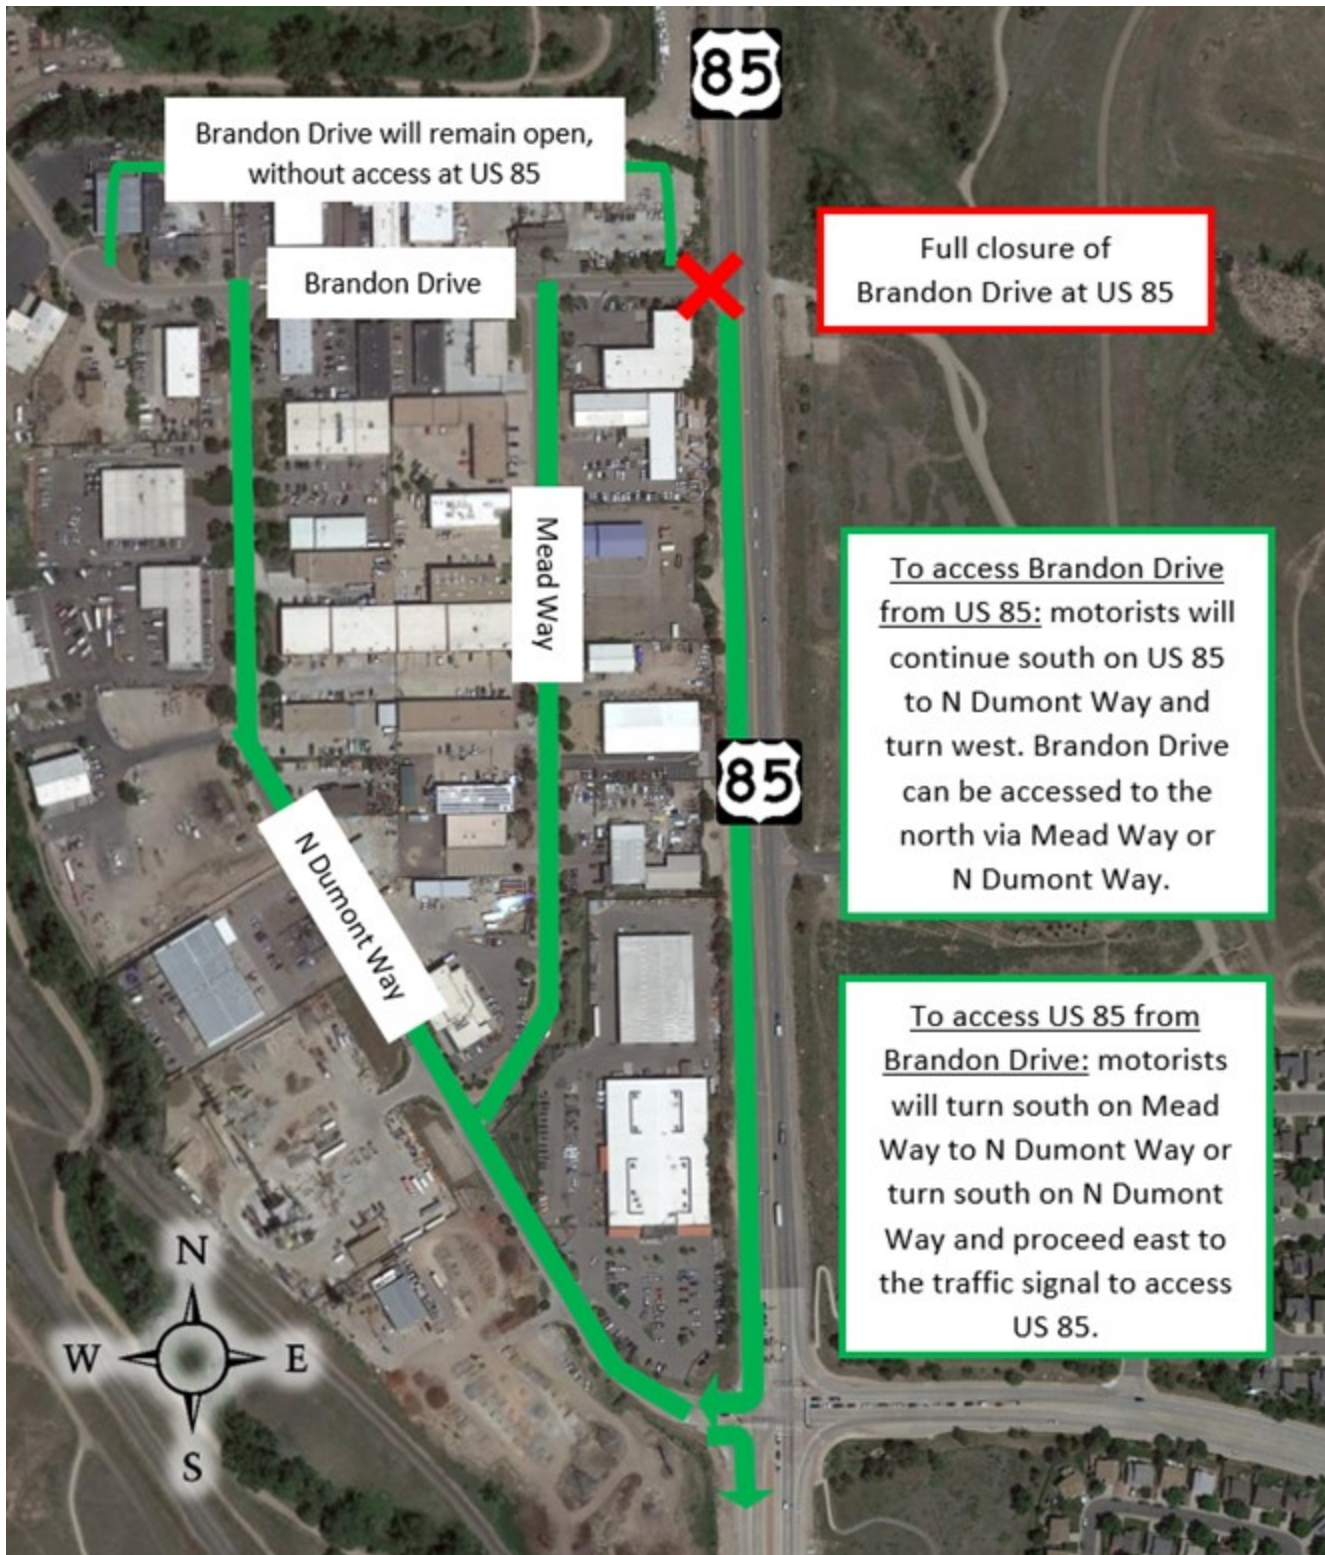 85
Brandon Drive will remain open,
without access at US 85
Full closure of
Brandon Drive at US 85
Brandon Drive
Mead Way
To access Brandon Drive
from US 85: motorists will
continue south on US 85
to N Dumont Way and
turn west. Brandon Drive
can be accessed to the
north via Mead Way or
N Dumont Way.
85
N Dumont Way
To access US 85 from
Brandon Drive: motorists
will turn south on Mead
Way to N Dumont Way or
turn south on N Dumont
Way and proceed east to
the traffic signal to access
US 85.
N
W E
S